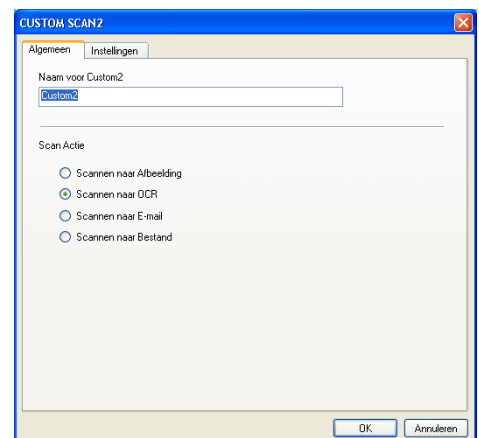 CUSTOM SCAN2
Algemeen Instellingen
Naam voor Custom2
Custom2
Scan Actie
Scannen naar Afbeelding
Scannen naar OCR
Scannen naar E-mail
Scannen naar Bestand
OK Annuleren